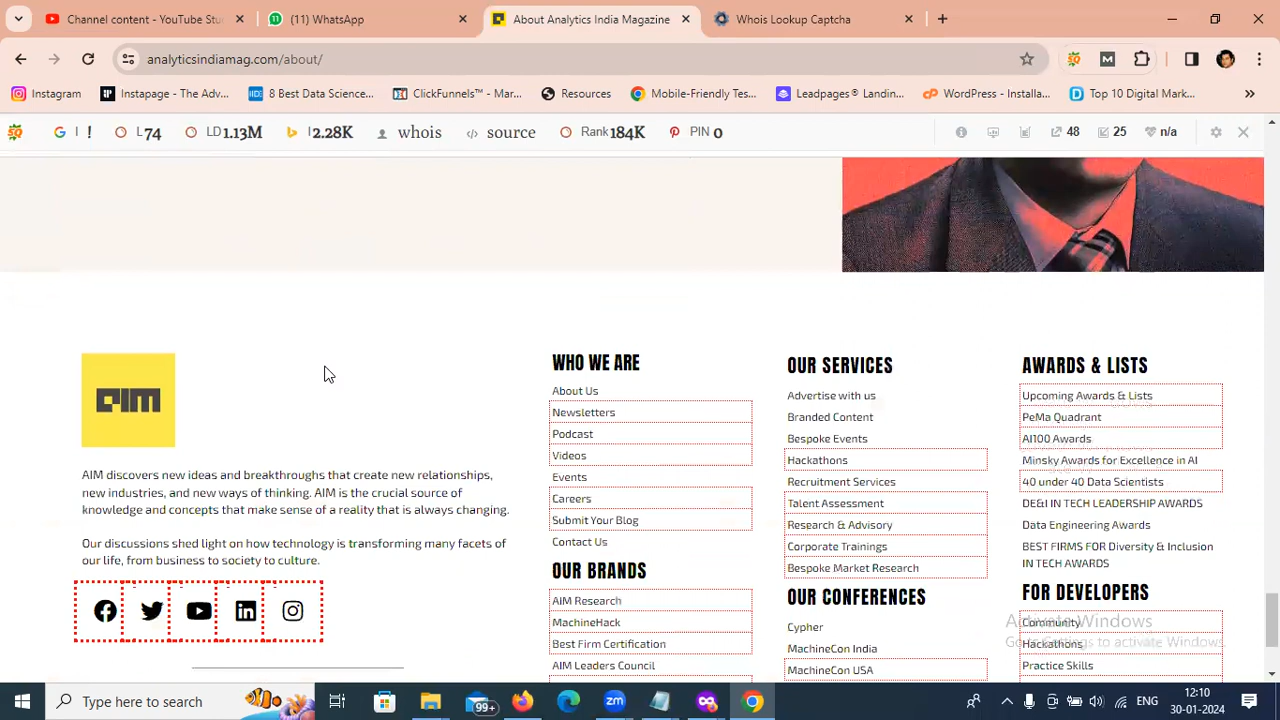 Channel content - YouTube Stu
(11) WhatsApp
About Analytics India Magazine
Whois Lookup Captcha
analyticsindiamag.com/about/
Instagram
Instapage - The Adv...
8 Best Data Science...
ClickFunnels™ - Mar...
Resources
Mobile-Friendly Tes...
Leadpages® Landin...
WordPress - Installa...
Top 10 Digital Mark...
I !
L 74
LD 1.13M
I 2.28K
whois
source
Rank 184K
PIN 0
48
25
n/a
aim
AIM discovers new ideas and breakthroughs that create new relationships,
new industries, and new ways of thinking. AIM is the crucial source of
knowledge and concepts that make sense of a reality that is always changing.
Our discussions shed light on how technology is transforming many facets of
our life, from business to society to culture.
WHO WE ARE
About Us
Newsletters
Podcast
Videos
Events
Careers
Submit Your Blog
Contact Us
OUR BRANDS
AIM Research
MachineHack
Best Firm Certification
AIM Leaders Council
OUR SERVICES
Advertise with us
Branded Content
Bespoke Events
Hackathons
Recruitment Services
Talent Assessment
Research & Advisory
Corporate Trainings
Bespoke Market Research
OUR CONFERENCES
Cypher
MachineCon India
MachineCon USA
AWARDS & LISTS
Upcoming Awards & Lists
PeMa Quadrant
AI100 Awards
Minsky Awards for Excellence in AI
40 under 40 Data Scientists
DE&I IN TECH LEADERSHIP AWARDS
Data Engineering Awards
BEST FIRMS FOR Diversity & Inclusion
IN TECH AWARDS
FOR DEVELOPERS
Community
Hackathons
Practice Skills
Activate Windows
Go to Settings to activate Windows.
Type here to search
99+
ENG
12:10
30-01-2024